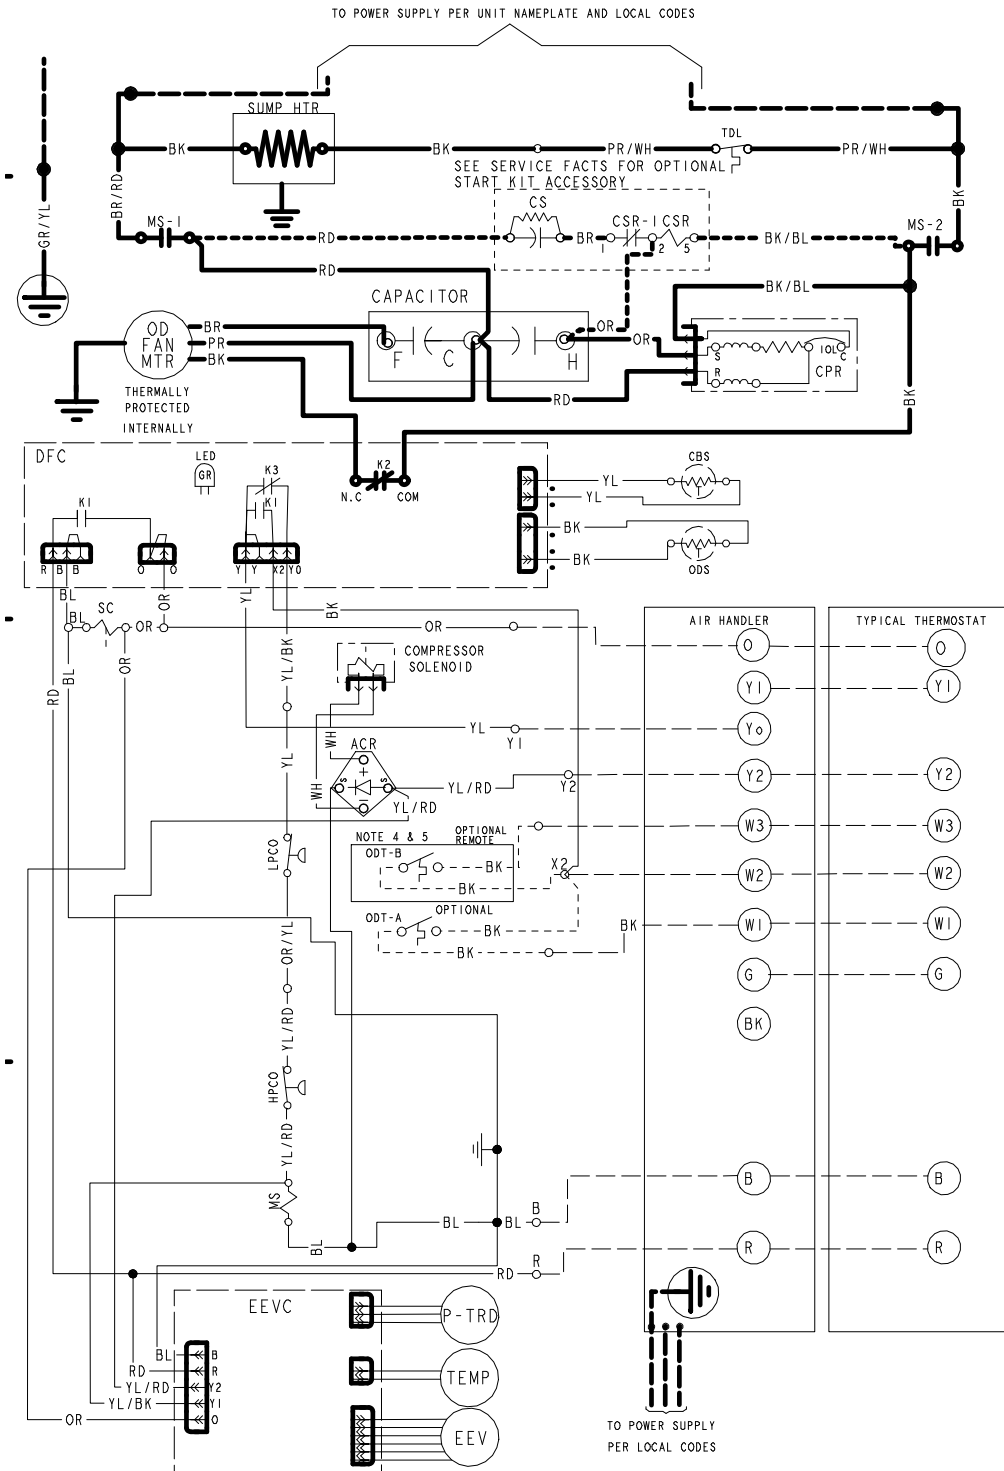 TO POWER SUPPLY PER UNIT NAMEPLATE AND LOCAL CODES
SUMP HTR
BK
BK
PR/WH
TDL
PR/WH
SEE SERVICE FACTS FOR OPTIONAL
START KIT ACCESSORY
GR/YL
BR/RD
BK
MS-1
RD
CS
BR
CSR-1 CSR
1
2
5
BK/BL
MS-2
RD
BK/BL
CAPACITOR
OD
FAN
MTR
BR
PR
BK
F
C
H
OR
OR
S
R
IOL
C
CPR
RD
BK
THERMALLY
PROTECTED
INTERNALLY
DFC
LED
GR
K3
K1
K1
K2
N.C
COM
YL
YL
CBS
BK
BK
ODS
R B B
O O
Y Y X2 YO
BL
BL
SC
OR
OR
OR
YL
YL/BK
BK
OR
RD
BL
COMPRESSOR
SOLENOID
AIR HANDLER
TYPICAL THERMOSTAT
O
O
Y1
Y1
YL
Y1
Yo
YL
WH
WH
ACR
+
S
S
-
YL/RD
YL/RD
Y2
Y2
Y2
LPCO
NOTE 4 & 5
OPTIONAL
REMOTE
ODT-B
BK
BK
X2
W3
W3
W2
W2
ODT-A
OPTIONAL
BK
BK
BK
W1
W1
OR/YL
G
G
YL/RD
BK
HPCO
YL/RD
MS
BL
BL
BL
B
B
B
RD
R
R
R
EEVC
P-TRD
TEMP
EEV
BL
B
RD
R
YL/RD
Y2
YL/BK
Y1
OR
O
TO POWER SUPPLY
PER LOCAL CODES